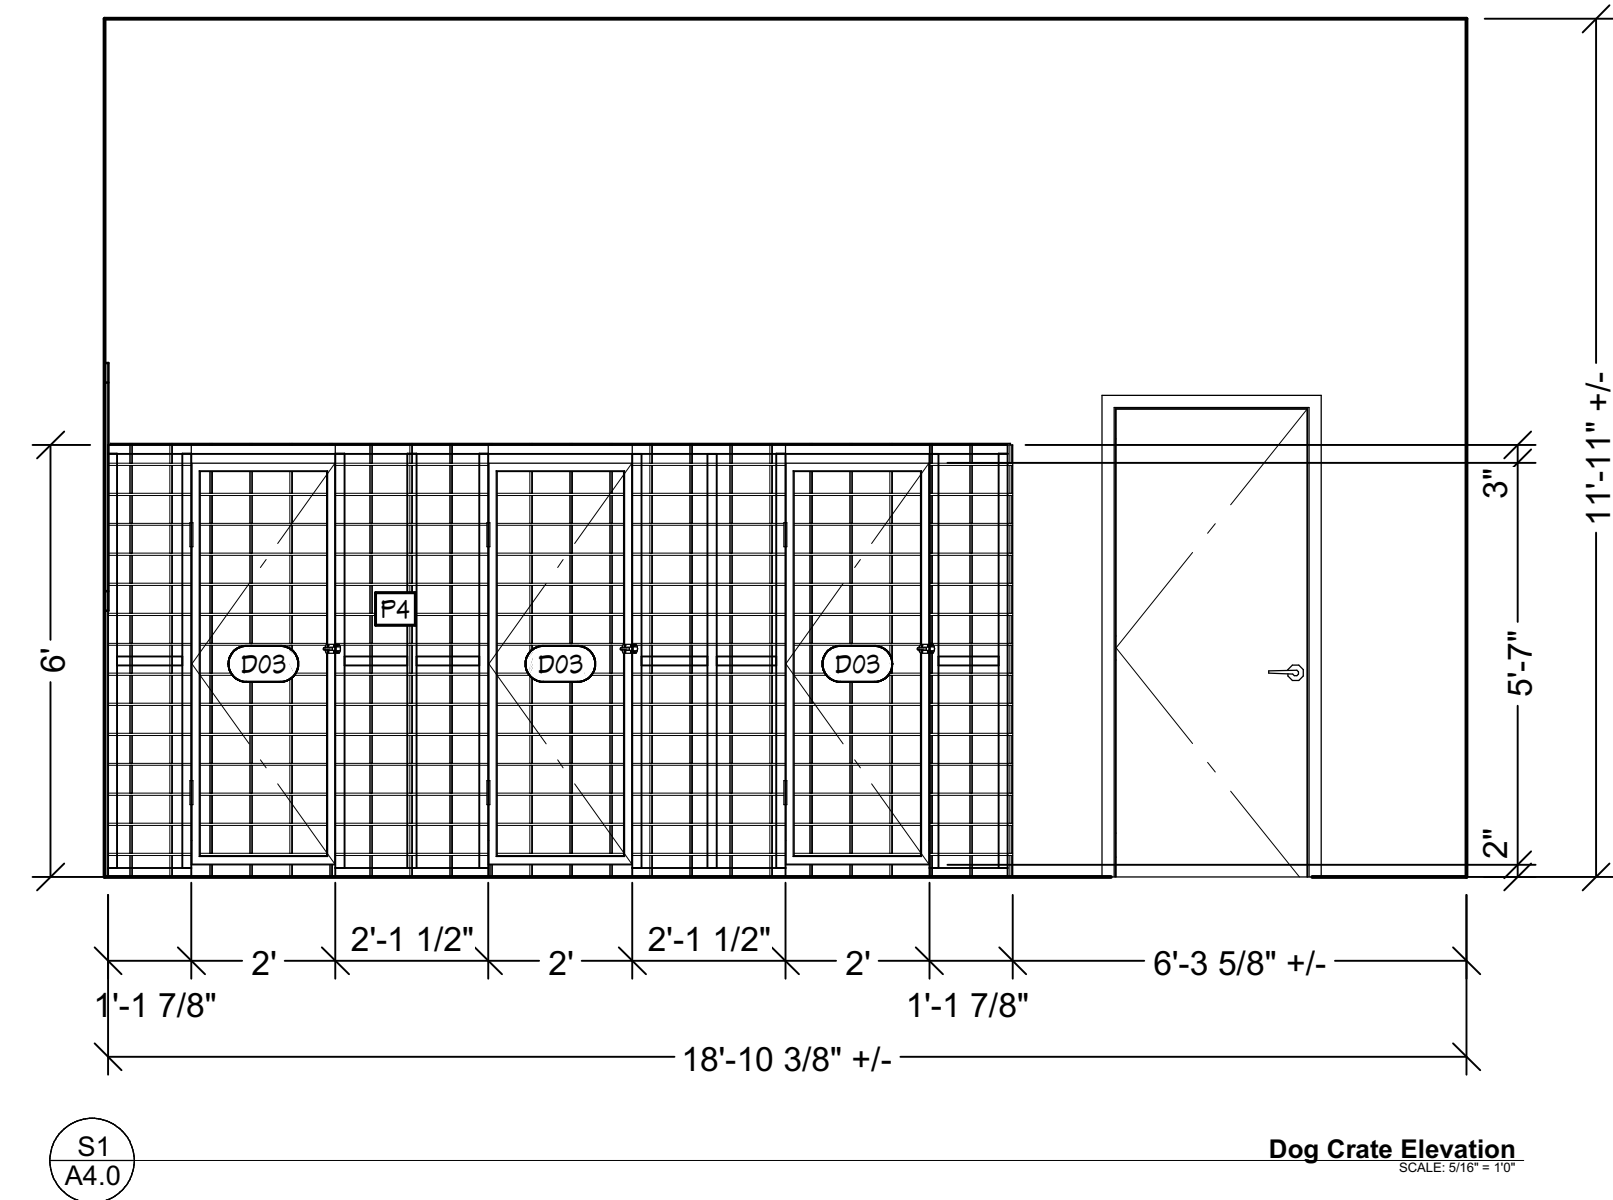 11'-11" +/-
6'
3"
5'-7"
2"
P4
D03
D03
D03
2'-1 1/2"
2'-1 1/2"
2'
2'
2'
6'-3 5/8" +/-
1'-1 7/8"
1'-1 7/8"
18'-10 3/8" +/-
S1
A4.0
Dog Crate Elevation
SCALE: 5/16" = 1'0"